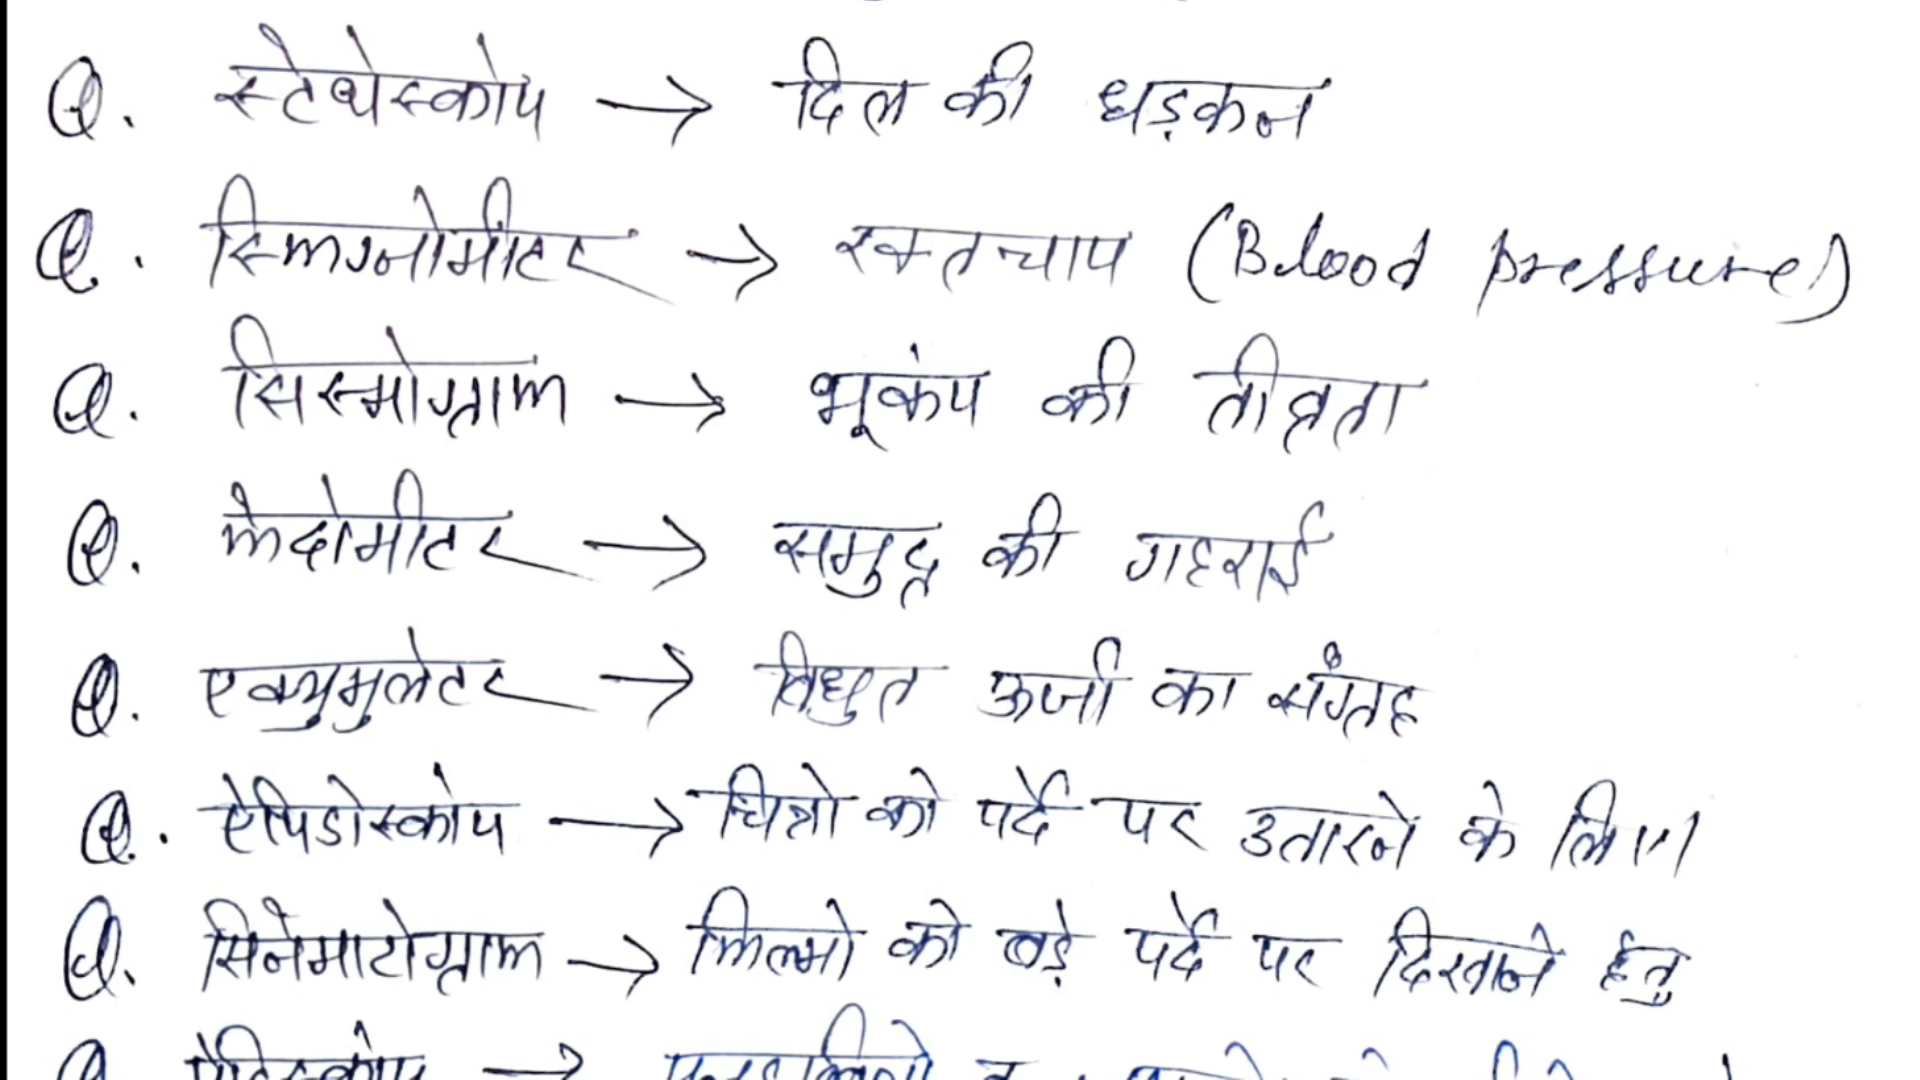 Q. स्टेथेस्कोप → दिल की धड़कन
Q. स्फिग्नोमीटर → रक्तचाप (Blood pressure)
Q. सिस्मोग्राफ → भूकंप की तीव्रता
Q. फेदोमीटर → समुद्र की गहराई
Q. एक्युमुलेटर → विधुत ऊर्जा का संग्रह
Q. ऐपिडोस्कोप → चित्रो को पर्दे पर उतारने के लिए।
Q. सिनेमाटोग्राफ → फिल्मो को बड़े पर्दे पर दिखाने हेतु